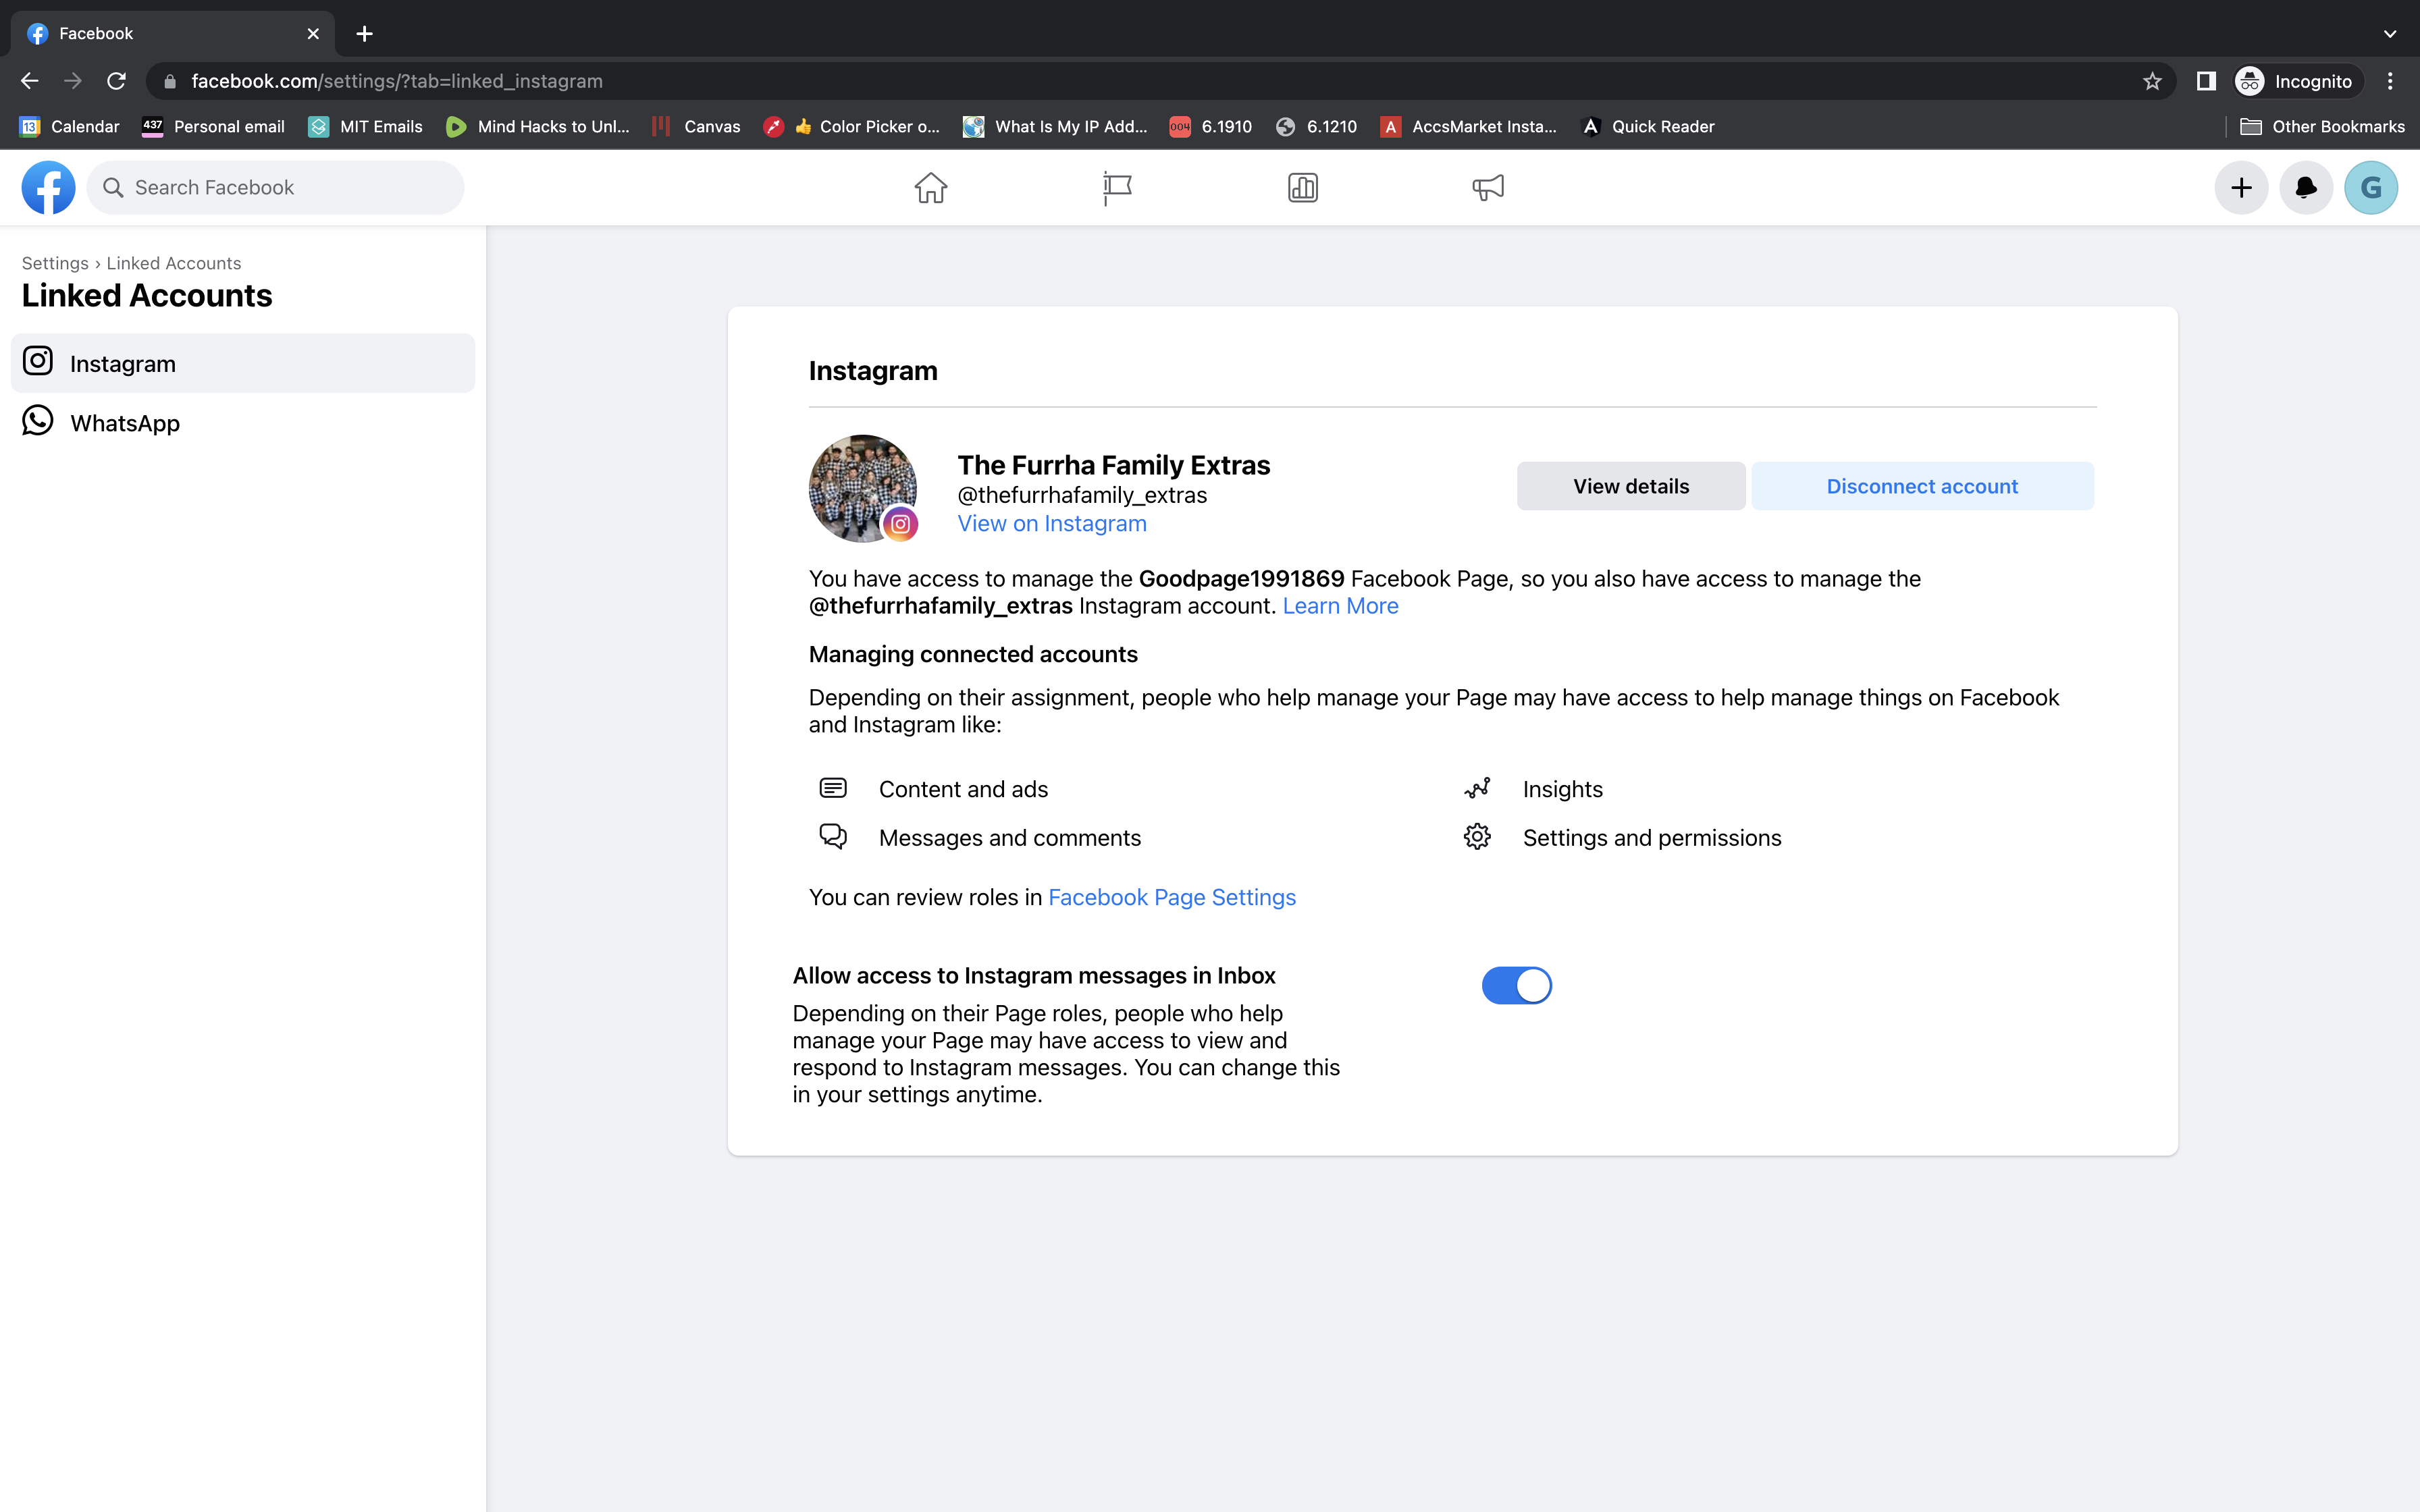 Facebook
facebook.com/settings/?tab=linked_instagram
Incognito
13 Calendar
437 Personal email
MIT Emails
Mind Hacks to Unl...
Canvas
👍 Color Picker o...
What Is My IP Add...
004 6.1910
6.1210
A AccsMarket Insta...
A Quick Reader
Other Bookmarks
Search Facebook
G
Settings › Linked Accounts
Linked Accounts
Instagram
WhatsApp
Instagram
The Furrha Family Extras
@thefurrhafamily_extras
View on Instagram
View details
Disconnect account
You have access to manage the Goodpage1991869 Facebook Page, so you also have access to manage the
@thefurrhafamily_extras Instagram account. Learn More
Managing connected accounts
Depending on their assignment, people who help manage your Page may have access to help manage things on Facebook
and Instagram like:
Content and ads
Insights
Messages and comments
Settings and permissions
You can review roles in Facebook Page Settings
Allow access to Instagram messages in Inbox
Depending on their Page roles, people who help
manage your Page may have access to view and
respond to Instagram messages. You can change this
in your settings anytime.